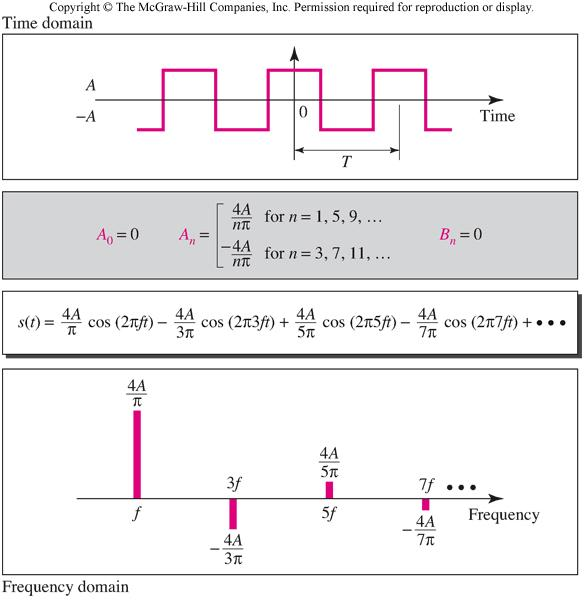 Copyright © The McGraw-Hill Companies, Inc. Permission required for reproduction or display.
Time domain
A
−A
0
Time
T
A₀ = 0 Aₙ = [ 4A/nπ for n = 1, 5, 9, …
−4A/nπ for n = 3, 7, 11, …
Bₙ = 0
s(t) = 4A/π cos (2πft) − 4A/3π cos (2π3ft) + 4A/5π cos (2π5ft) − 4A/7π cos (2π7ft) + • • •
4A/π
4A/5π
3f
7f • • •
f
5f
Frequency
−4A/3π
−4A/7π
Frequency domain